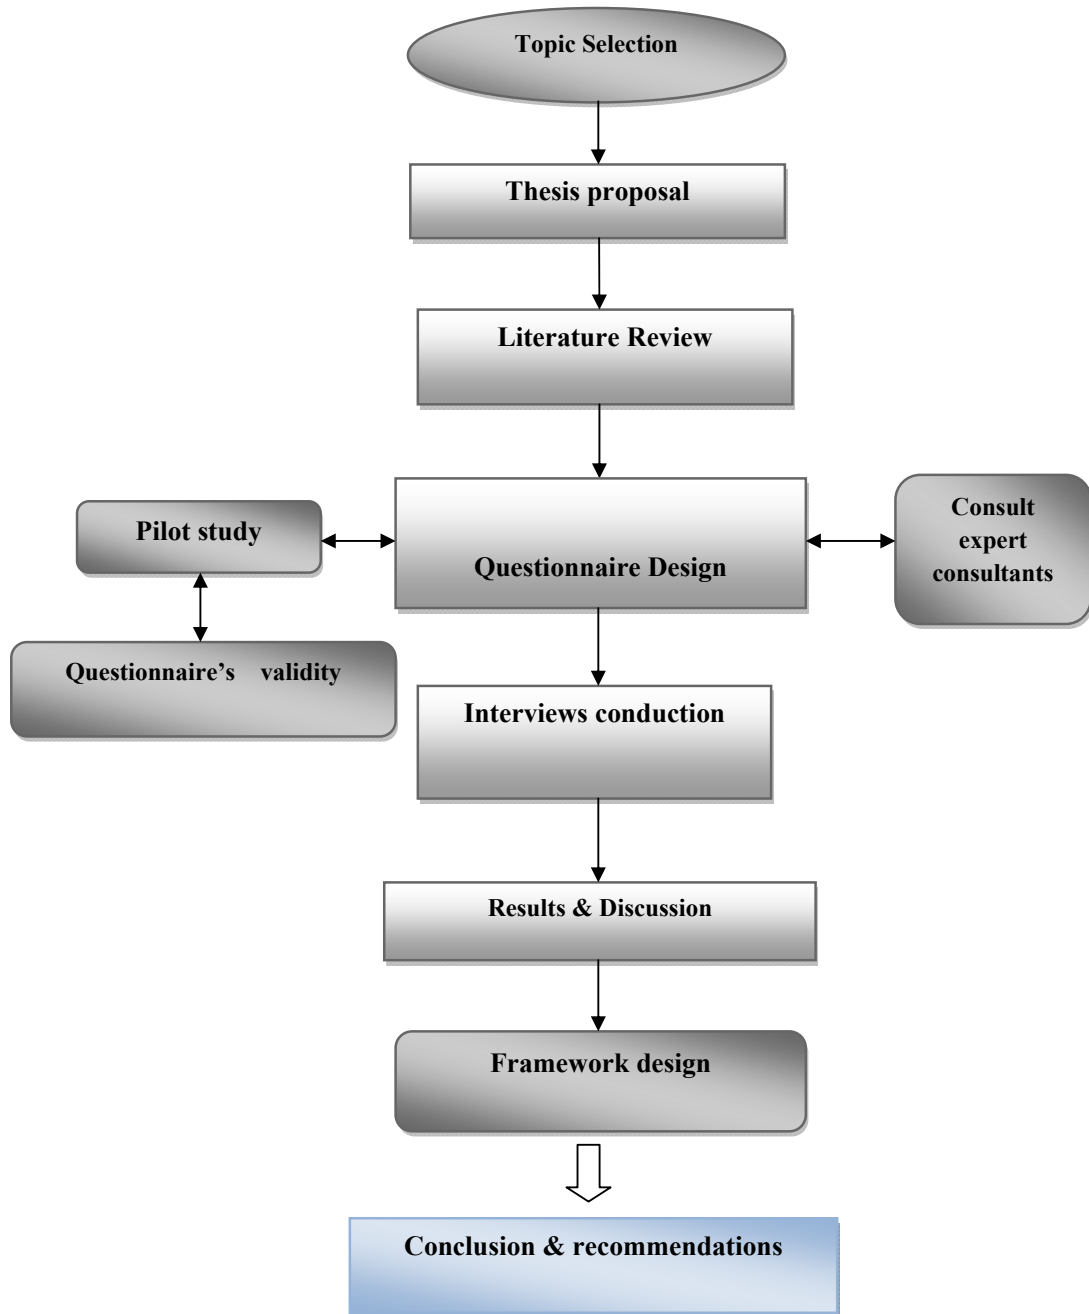 Topic Selection
Thesis proposal
Literature Review
Pilot study
Questionnaire Design
Consult
expert
consultants
Questionnaire’s validity
Interviews conduction
Results & Discussion
Framework design
Conclusion & recommendations